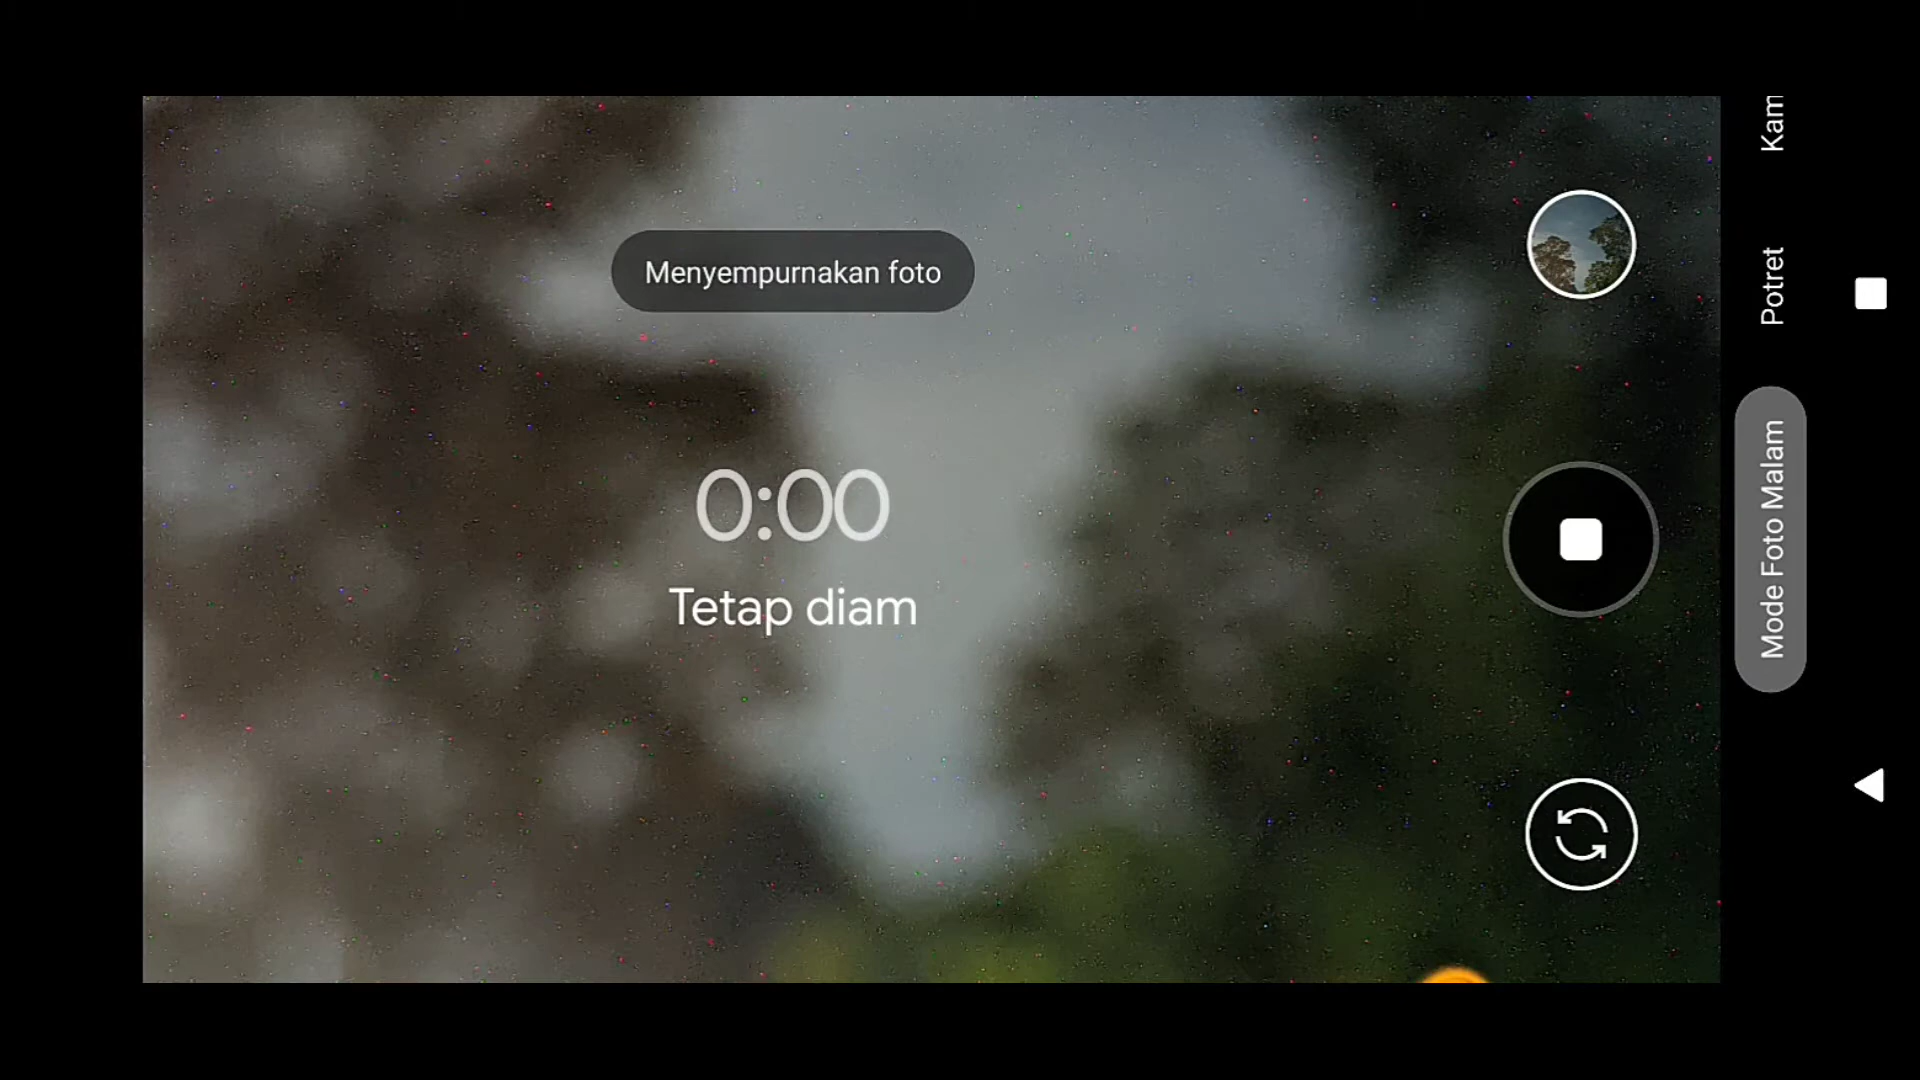 Menyempurnakan foto
0:00
Tetap diam
Kam
Potret
Mode Foto Malam